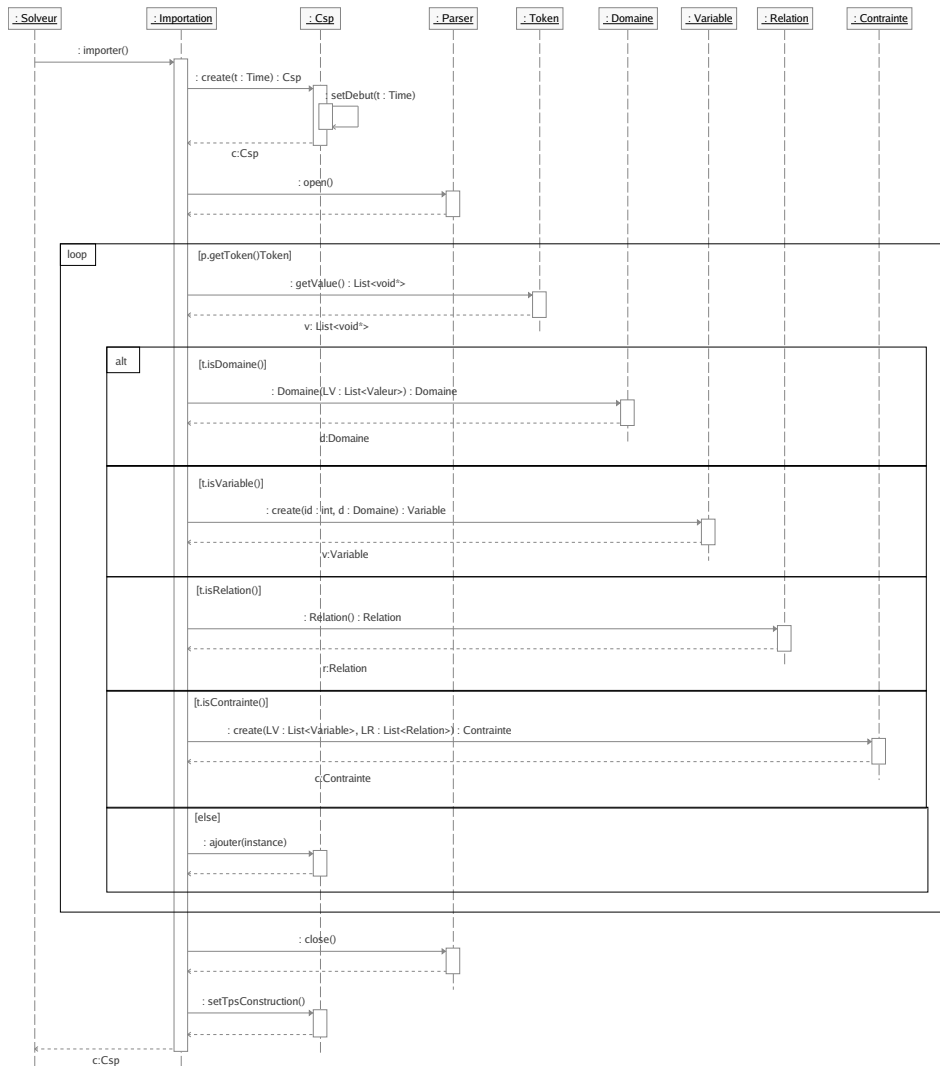 : Solveur
: Importation
: Csp
: Parser
: Token
: Domaine
: Variable
: Relation
: Contrainte
: importer()
: create(t : Time) : Csp
: setDebut(t : Time)
c:Csp
: open()
loop
[p.getToken()Token]
: getValue() : List<void*>
v: List<void*>
alt
[t.isDomaine()]
: Domaine(LV : List<Valeur>) : Domaine
d:Domaine
[t.isVariable()]
: create(id : int, d : Domaine) : Variable
v:Variable
[t.isRelation()]
: Relation() : Relation
r:Relation
[t.isContrainte()]
: create(LV : List<Variable>, LR : List<Relation>) : Contrainte
c:Contrainte
[else]
: ajouter(instance)
: close()
: setTpsConstruction()
c:Csp